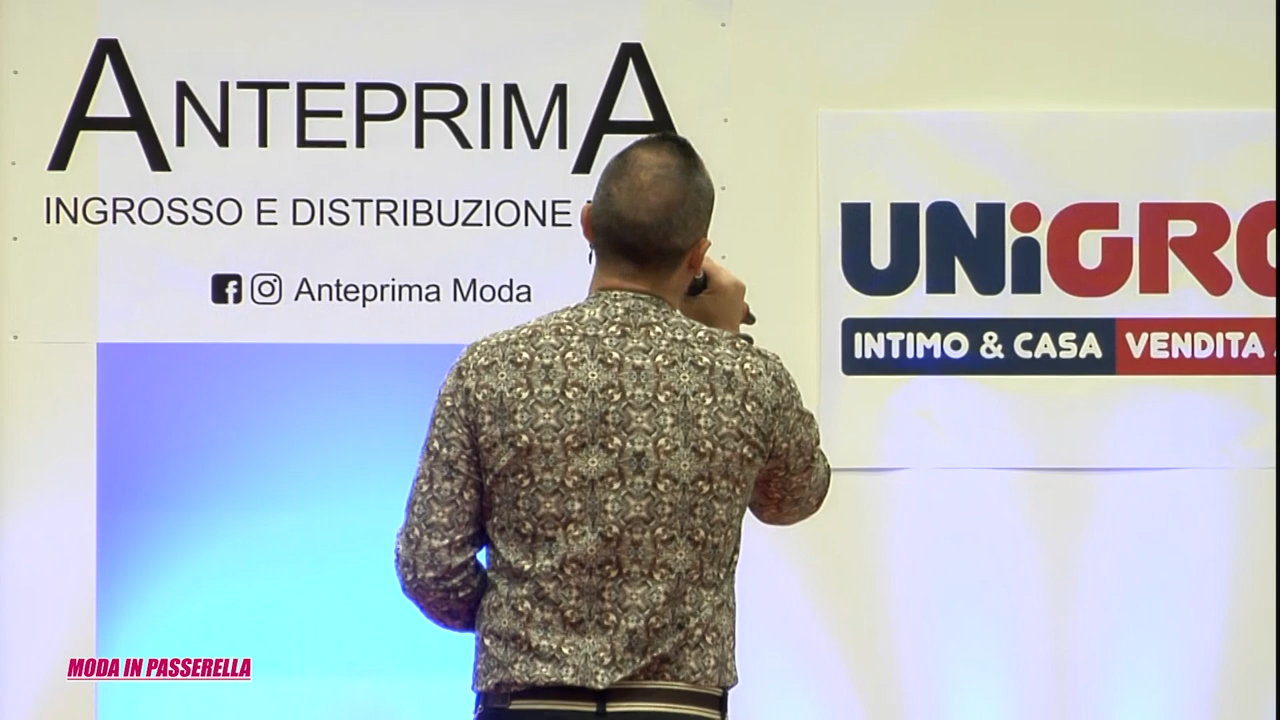 ANTEPRIMA
INGROSSO E DISTRIBUZIONE
Anteprima Moda
UNiGRO
INTIMO & CASA VENDITA
MODA IN PASSERELLA